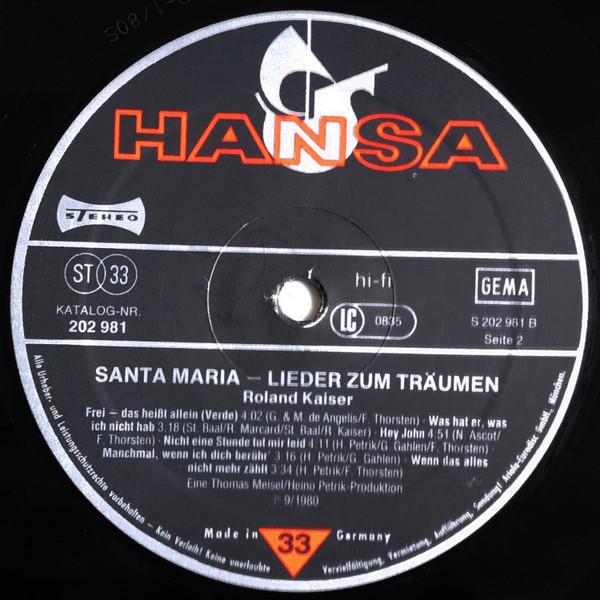 HANSA
STEREO
ST 33
hi-fi
GEMA
KATALOG-NR.
202 981
LC 0835
S 202 981 B
Seite 2
SANTA MARIA – LIEDER ZUM TRÄUMEN
Roland Kaiser
Frei – das heißt allein (Verde) 4.02 (G. & M. de Angelis/F. Thorsten) · Was hat er, was
ich nicht hab 3.18 (St. Baal/R. Marcard/St. Baal/R. Kaiser) · Hey John 4 51 (N. Ascot/
F. Thorsten) · Nicht eine Stunde tut mir leid 4 11 (H. Petrik/G. Gahlen/F. Thorsten) ·
Manchmal, wenn ich dich berühr' 3 16 (H. Petrik/G. Gahlen) · Wenn das alles
nicht mehr zählt 3 34 (H. Petrik/F. Thorsten)
Eine Thomas Meisel/Heino Petrik-Produktion
℗ 9/1980
Made in 33 Germany
Alle Urheber- und Leistungsschutzrechte vorbehalten – Kein Verleih! Keine unerlaubte Vervielfältigung, Vermietung, Aufführung, Sendung! Ariola-Eurodisc GmbH, München.